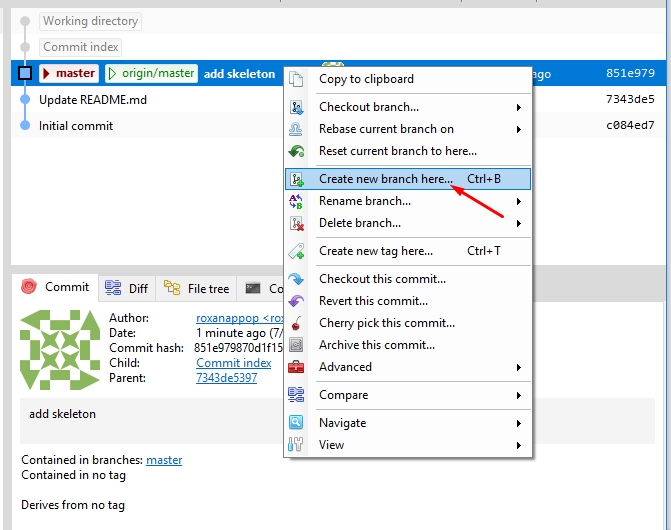 Working directory
Commit index
master origin/master add skeleton ago 851e979
Update README.md 7343de5
Initial commit c084ed7
Copy to clipboard
Checkout branch...
Rebase current branch on
Reset current branch to here...
Create new branch here... Ctrl+B
Rename branch...
Delete branch...
Create new tag here... Ctrl+T
Checkout this commit...
Revert this commit...
Cherry pick this commit...
Archive this commit...
Advanced
Compare
Navigate
View
Commit Diff File tree Co
Author: roxanappop <rox
Date: 1 minute ago (7/
Commit hash: 851e979870d1f15
Child: Commit index
Parent: 7343de5397
add skeleton
Contained in branches: master
Contained in no tag
Derives from no tag